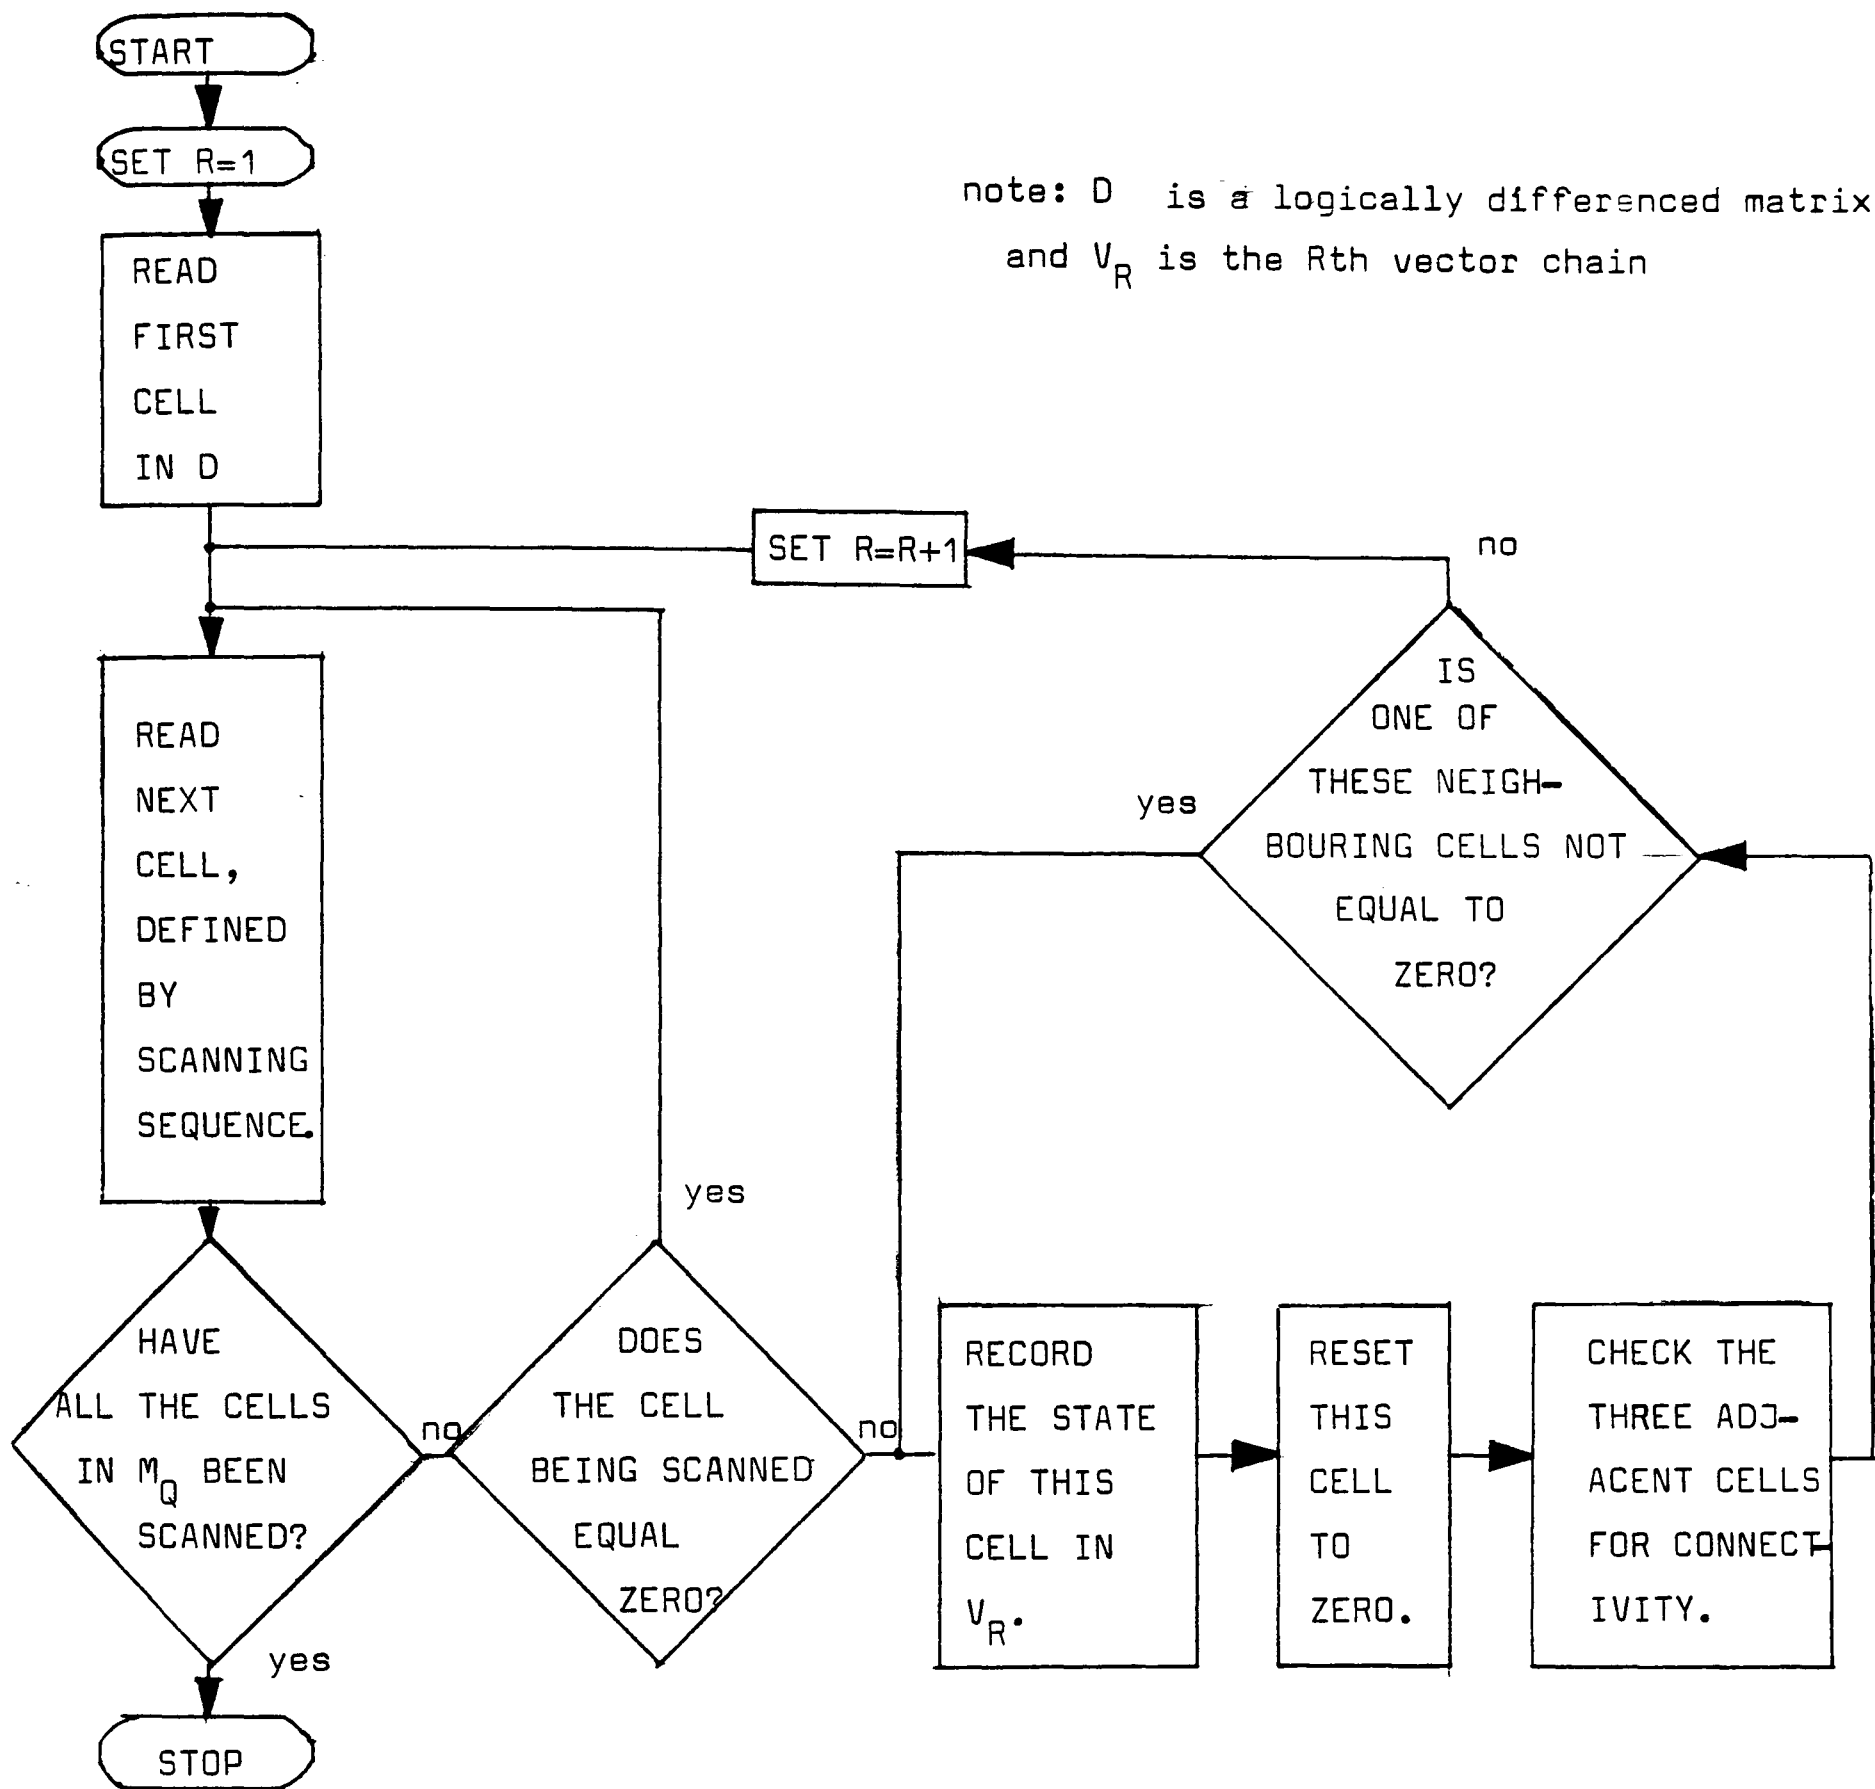 START
SET R=1
note: D is a logically differenced matrix
and V_R is the Rth vector chain
READ
FIRST
CELL
IN D
SET R=R+1
no
READ
NEXT
CELL,
DEFINED
BY
SCANNING
SEQUENCE.
IS
ONE OF
THESE NEIGH-
BOURING CELLS NOT
EQUAL TO
ZERO?
yes
yes
HAVE
ALL THE CELLS
IN M_Q BEEN
SCANNED?
no
yes
DOES
THE CELL
BEING SCANNED
EQUAL
ZERO?
no
RECORD
THE STATE
OF THIS
CELL IN
V_R.
RESET
THIS
CELL
TO
ZERO.
CHECK THE
THREE ADJ-
ACENT CELLS
FOR CONNECT-
IVITY.
STOP